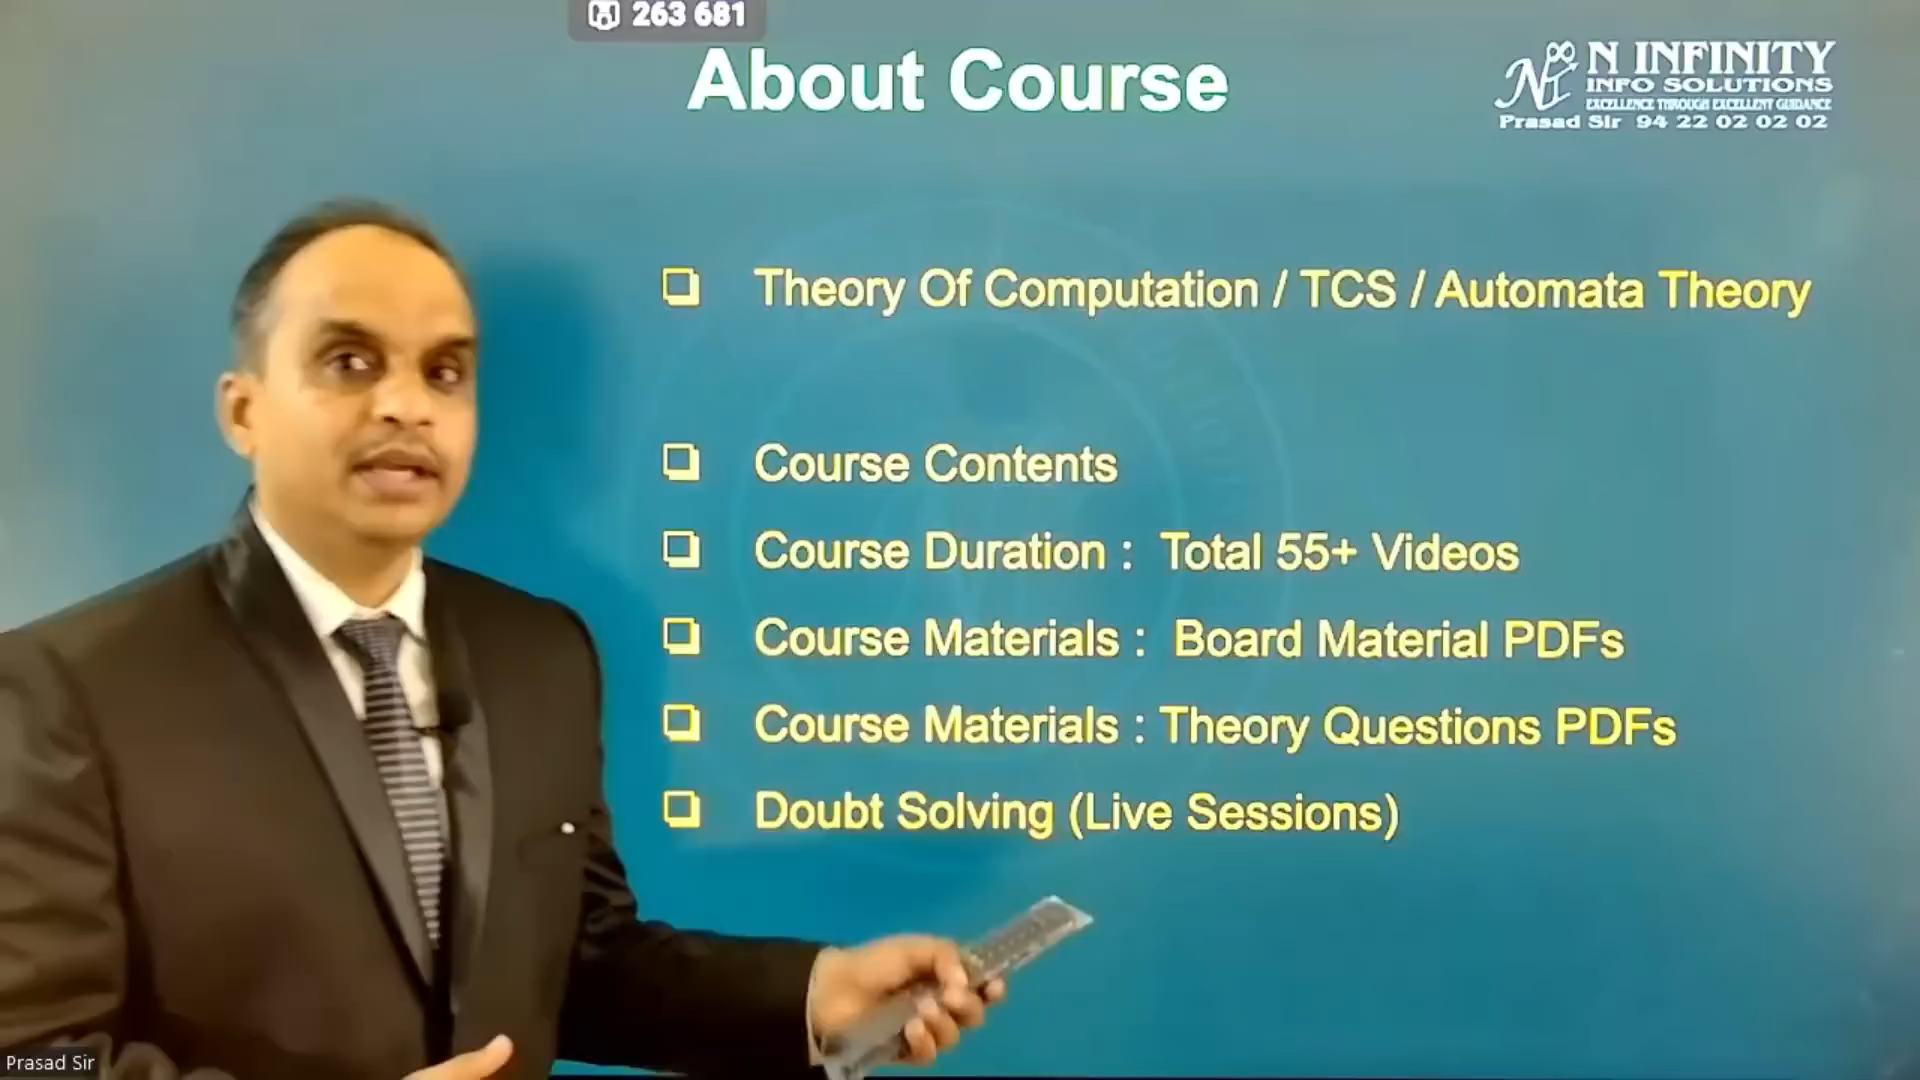 263 681
About Course
N INFINITY
INFO SOLUTIONS
EXCELLENCE THROUGH EXCELLENT GUIDANCE
Prasad Sir 94 22 02 02 02
❏ Theory Of Computation / TCS / Automata Theory
❏ Course Contents
❏ Course Duration : Total 55+ Videos
❏ Course Materials : Board Material PDFs
❏ Course Materials : Theory Questions PDFs
❏ Doubt Solving (Live Sessions)
Prasad Sir